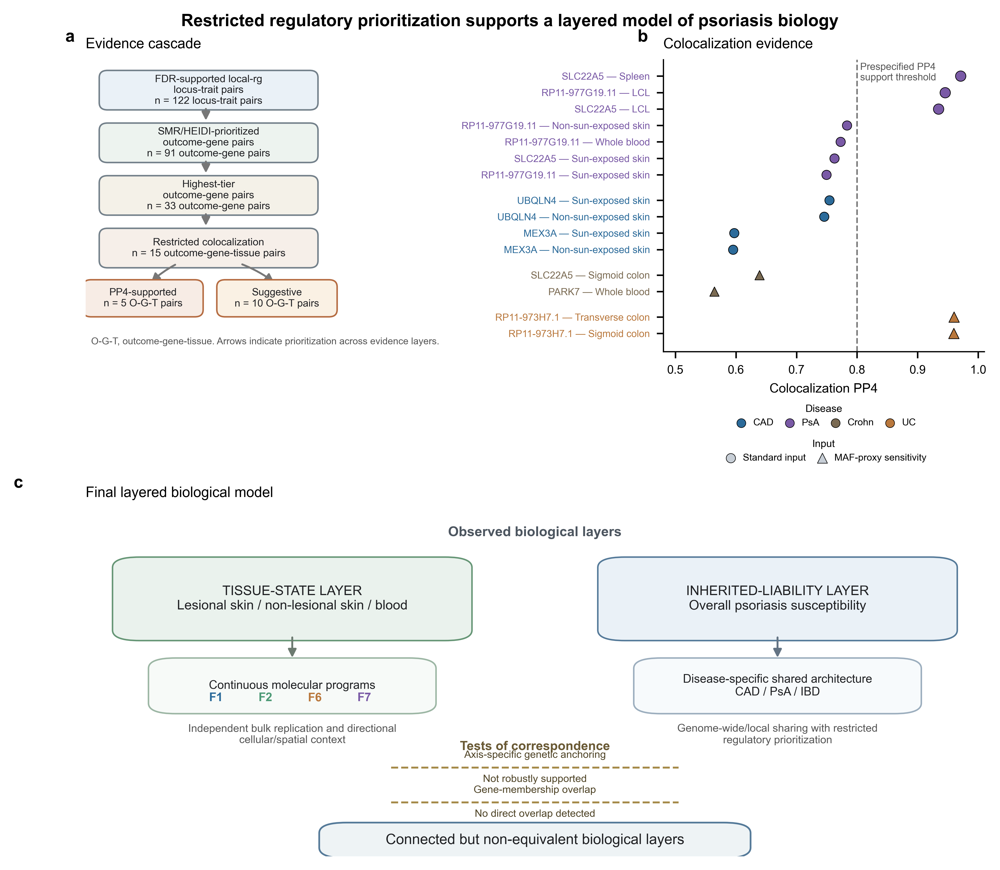 Restricted regulatory prioritization supports a layered model of psoriasis biology
a
Evidence cascade
FDR-supported local-rg
locus-trait pairs
n = 122 locus-trait pairs
SMR/HEIDI-prioritized
outcome-gene pairs
n = 91 outcome-gene pairs
Highest-tier
outcome-gene pairs
n = 33 outcome-gene pairs
Restricted colocalization
n = 15 outcome-gene-tissue pairs
PP4-supported
n = 5 O-G-T pairs
Suggestive
n = 10 O-G-T pairs
O-G-T, outcome-gene-tissue. Arrows indicate prioritization across evidence layers.
b
Colocalization evidence
Prespecified PP4
support threshold
SLC22A5 — Spleen
RP11-977G19.11 — LCL
SLC22A5 — LCL
RP11-977G19.11 — Non-sun-exposed skin
RP11-977G19.11 — Whole blood
SLC22A5 — Sun-exposed skin
RP11-977G19.11 — Sun-exposed skin
UBQLN4 — Sun-exposed skin
UBQLN4 — Non-sun-exposed skin
MEX3A — Sun-exposed skin
MEX3A — Non-sun-exposed skin
SLC22A5 — Sigmoid colon
PARK7 — Whole blood
RP11-973H7.1 — Transverse colon
RP11-973H7.1 — Sigmoid colon
0.5 0.6 0.7 0.8 0.9 1.0
Colocalization PP4
Disease
CAD PsA Crohn UC
Input
Standard input MAF-proxy sensitivity
c
Final layered biological model
Observed biological layers
TISSUE-STATE LAYER
Lesional skin / non-lesional skin / blood
Continuous molecular programs
F1 F2 F6 F7
Independent bulk replication and directional
cellular/spatial context
INHERITED-LIABILITY LAYER
Overall psoriasis susceptibility
Disease-specific shared architecture
CAD / PsA / IBD
Genome-wide/local sharing with restricted
regulatory prioritization
Tests of correspondence
Axis-specific genetic anchoring
Not robustly supported
Gene-membership overlap
No direct overlap detected
Connected but non-equivalent biological layers